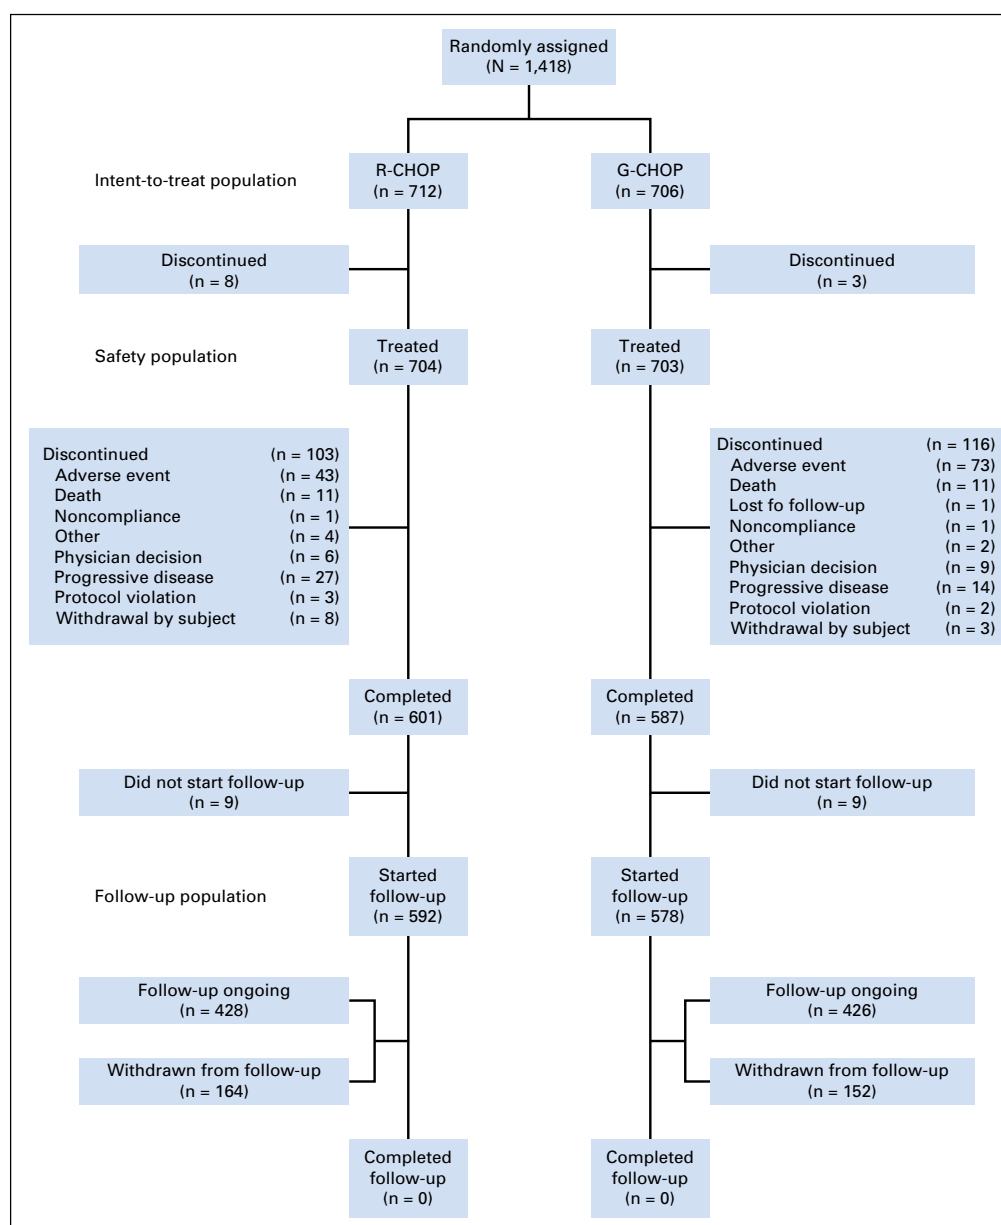 Randomly assigned
(N = 1,418)
Intent-to-treat population
R-CHOP
(n = 712)
G-CHOP
(n = 706)
Discontinued
(n = 8)
Discontinued
(n = 3)
Safety population
Treated
(n = 704)
Treated
(n = 703)
Discontinued (n = 103)
Adverse event (n = 43)
Death (n = 11)
Noncompliance (n = 1)
Other (n = 4)
Physician decision (n = 6)
Progressive disease (n = 27)
Protocol violation (n = 3)
Withdrawal by subject (n = 8)
Discontinued (n = 116)
Adverse event (n = 73)
Death (n = 11)
Lost fo follow-up (n = 1)
Noncompliance (n = 1)
Other (n = 2)
Physician decision (n = 9)
Progressive disease (n = 14)
Protocol violation (n = 2)
Withdrawal by subject (n = 3)
Completed
(n = 601)
Completed
(n = 587)
Did not start follow-up
(n = 9)
Did not start follow-up
(n = 9)
Follow-up population
Started
follow-up
(n = 592)
Started
follow-up
(n = 578)
Follow-up ongoing
(n = 428)
Follow-up ongoing
(n = 426)
Withdrawn from follow-up
(n = 164)
Withdrawn from follow-up
(n = 152)
Completed
follow-up
(n = 0)
Completed
follow-up
(n = 0)